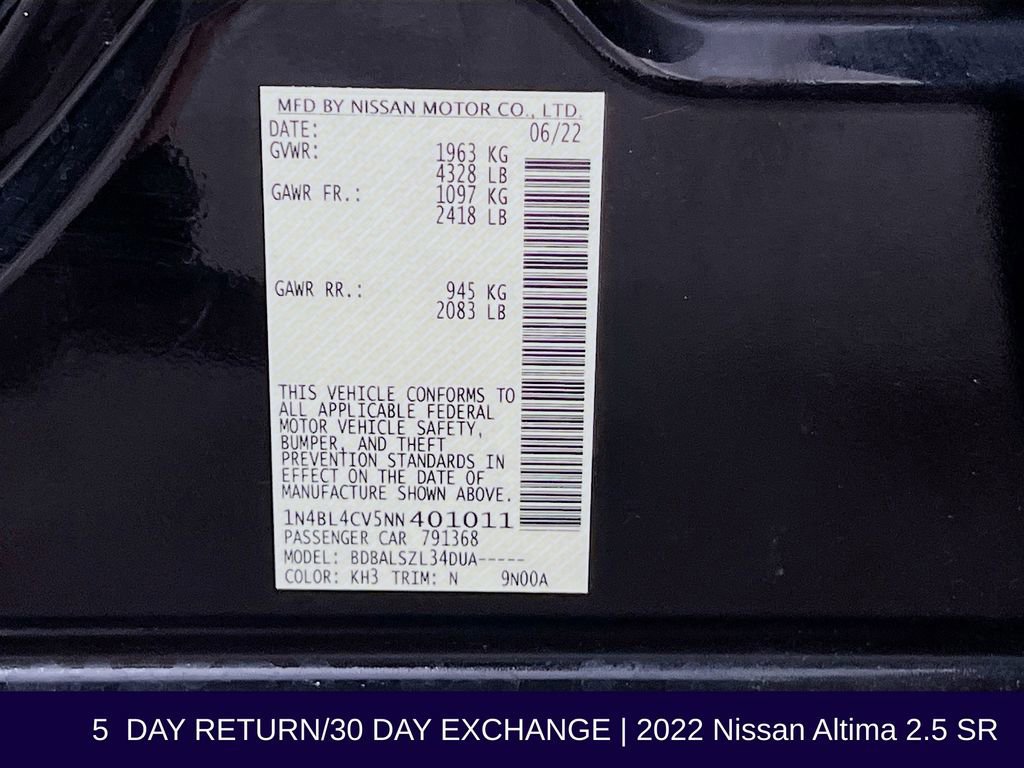 MFD BY NISSAN MOTOR CO., LTD.
DATE: 06/22
GVWR: 1963 KG
4328 LB
GAWR FR.: 1097 KG
2418 LB
GAWR RR.: 945 KG
2083 LB
THIS VEHICLE CONFORMS TO
ALL APPLICABLE FEDERAL
MOTOR VEHICLE SAFETY,
BUMPER, AND THEFT
PREVENTION STANDARDS IN
EFFECT ON THE DATE OF
MANUFACTURE SHOWN ABOVE.
1N4BL4CV5NN401011
PASSENGER CAR 791368
MODEL: BDBALSZL34DUA-----
COLOR: KH3 TRIM: N 9N00A
5 DAY RETURN/30 DAY EXCHANGE | 2022 Nissan Altima 2.5 SR